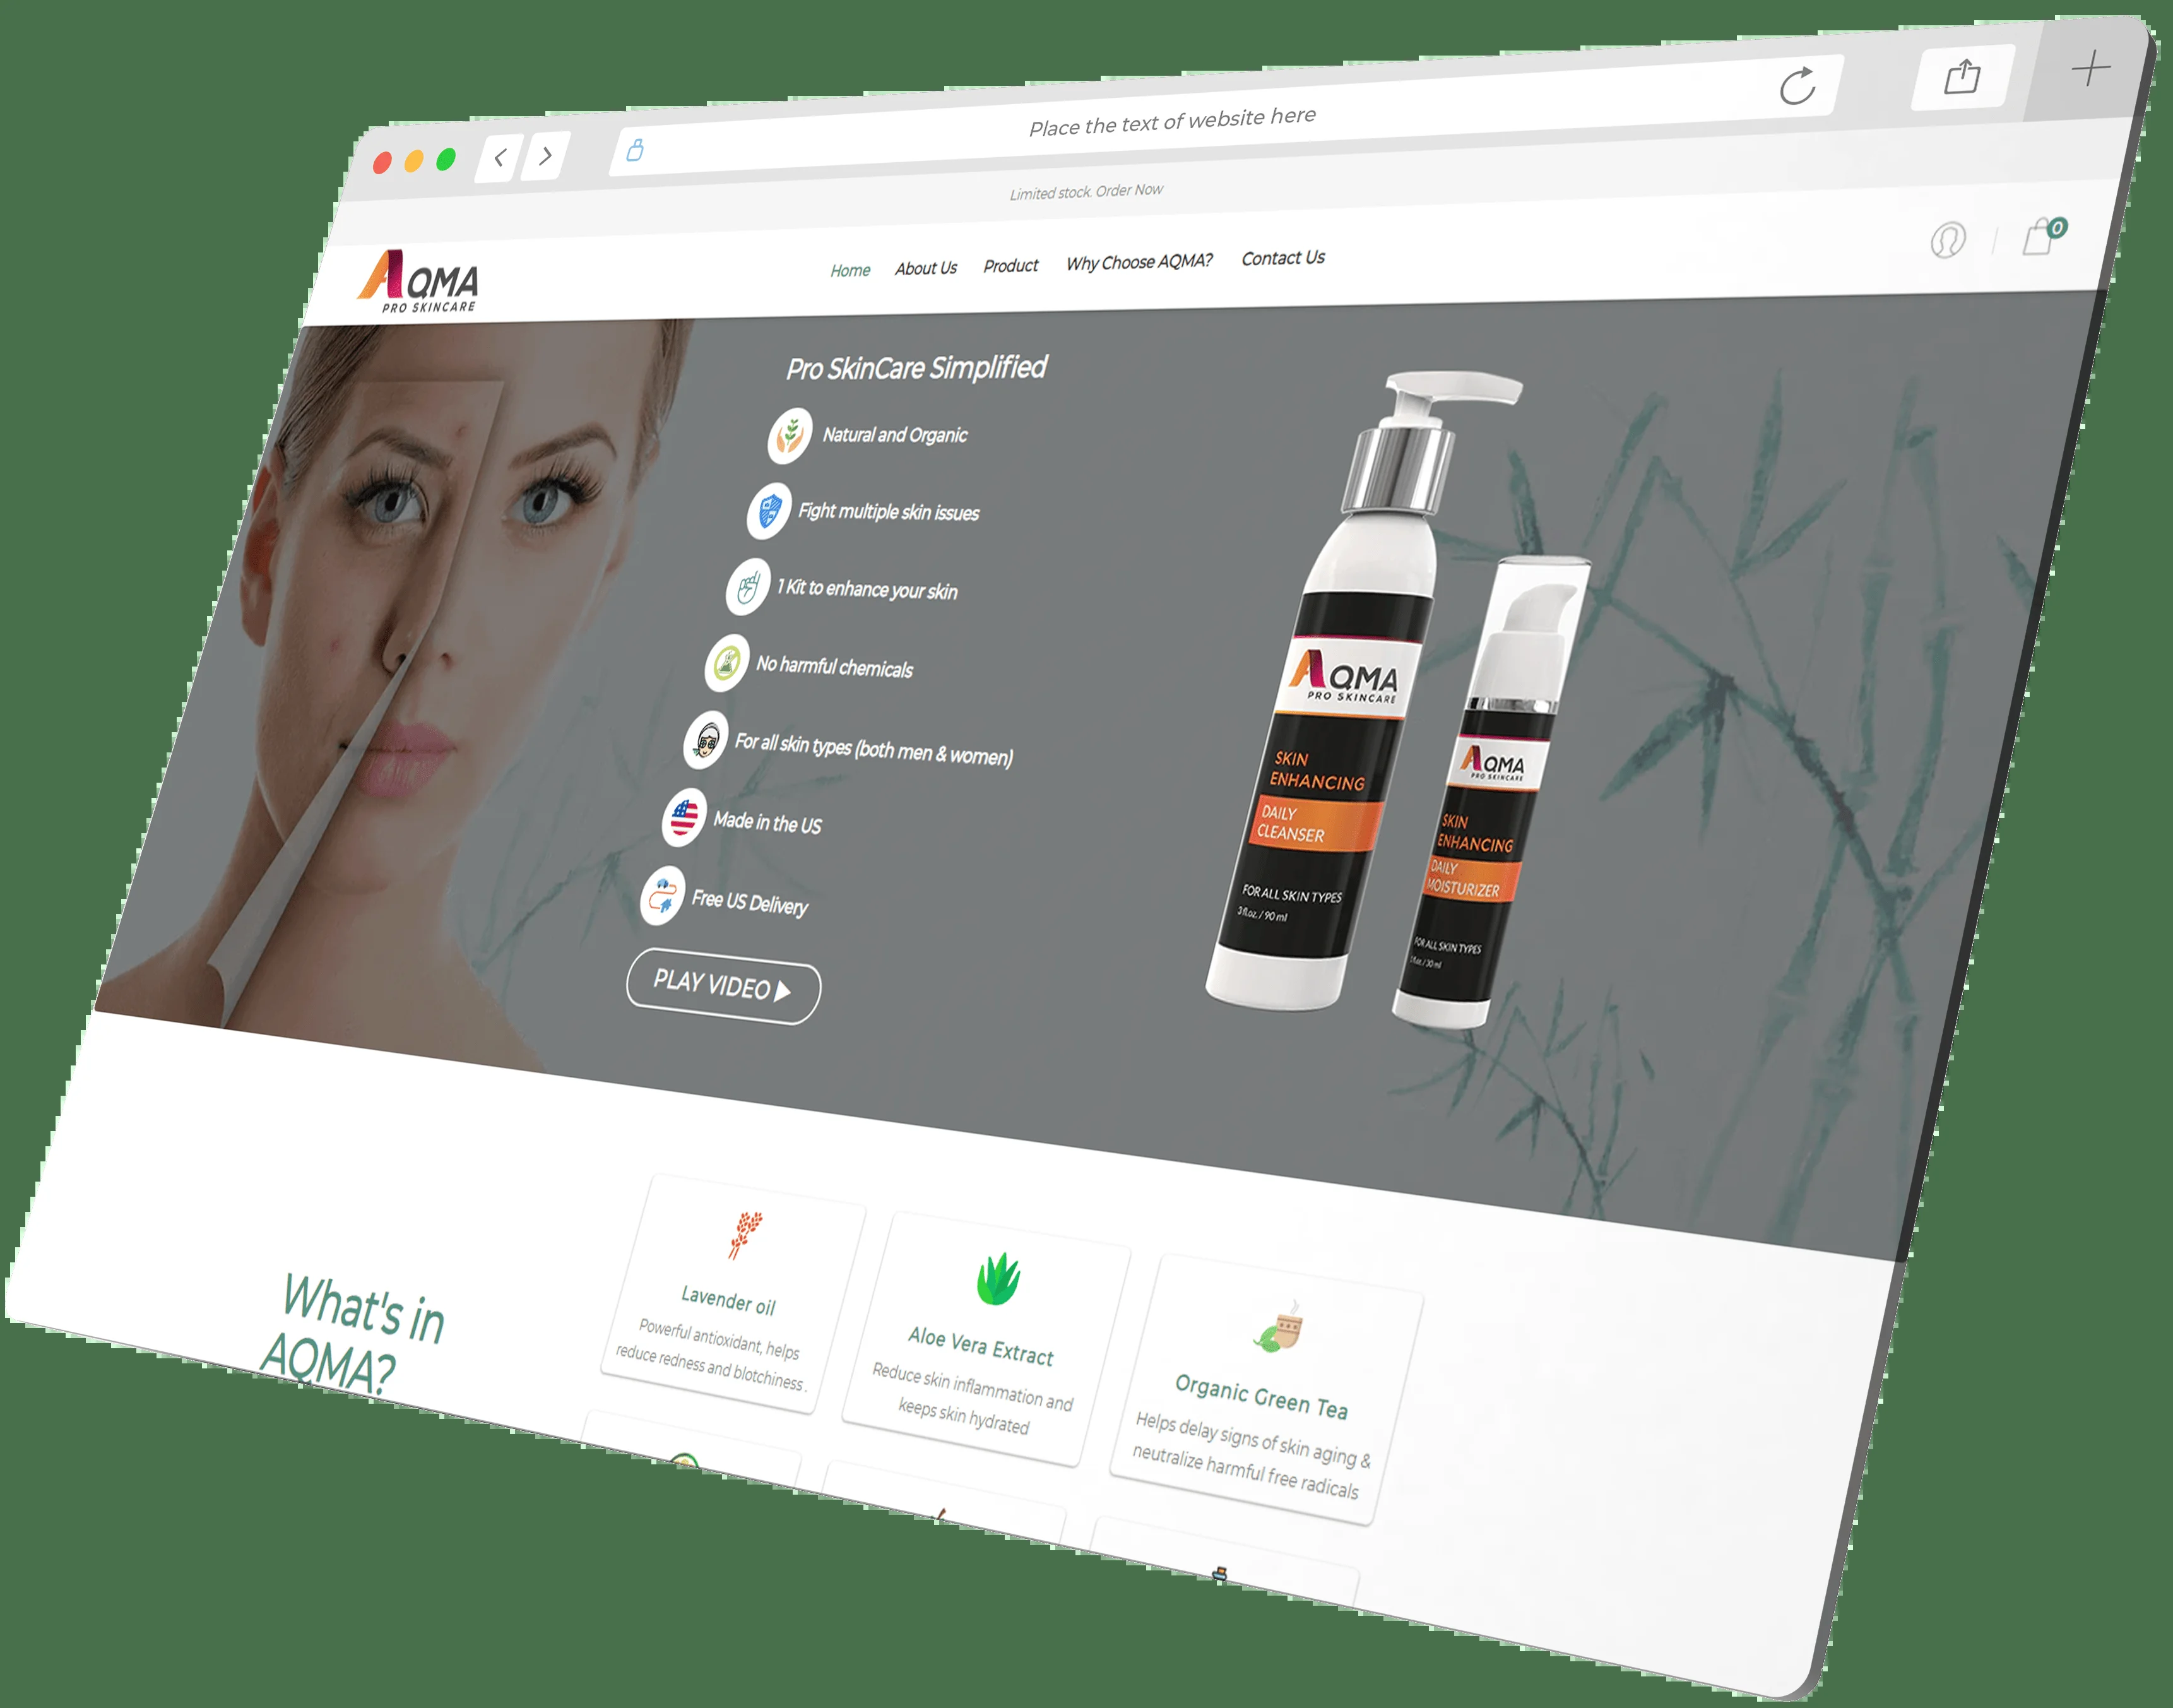 Place the text of website here
Limited stock. Order Now
AQMA
PRO SKINCARE
Home About Us Product Why Choose AQMA? Contact Us
0
Pro SkinCare Simplified
Natural and Organic
Fight multiple skin issues
1 Kit to enhance your skin
No harmful chemicals
For all skin types (both men & women)
Made in the US
Free US Delivery
PLAY VIDEO
AQMA
PRO SKINCARE
SKIN
ENHANCING
DAILY
CLEANSER
FOR ALL SKIN TYPES
3 fl.oz. / 90 ml
AQMA
PRO SKINCARE
SKIN
ENHANCING
DAILY
MOISTURIZER
FOR ALL SKIN TYPES
/ 30 ml
What's in
AQMA?
Lavender oil
Powerful antioxidant, helps
reduce redness and blotchiness.
Aloe Vera Extract
Reduce skin inflammation and
keeps skin hydrated
Organic Green Tea
Helps delay signs of skin aging &
neutralize harmful free radicals